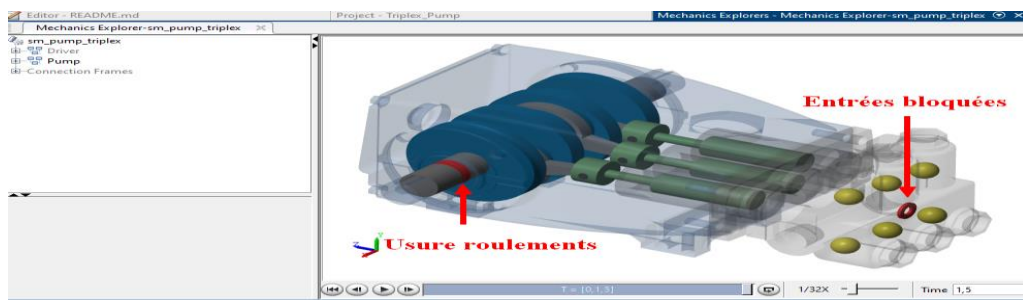 Editor - README.md
Project - Triplex_Pump
Mechanics Explorers - Mechanics Explorer-sm_pump_triplex
Mechanics Explorer-sm_pump_triplex
sm_pump_triplex
Driver
Pump
Connection Frames
Entrées bloquées
Usure roulements
T = [0,1,5]
1/32X
Time 1,5